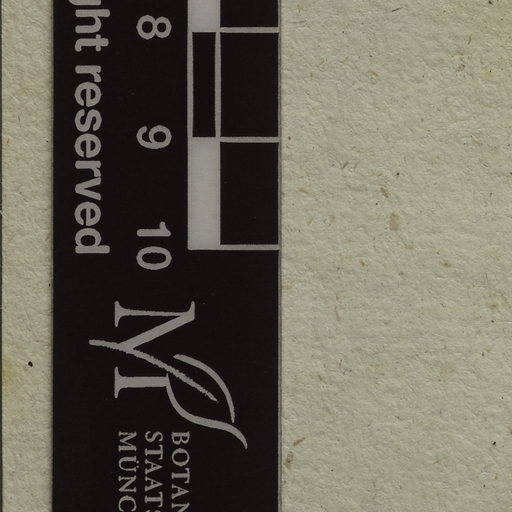 ght reserved
8
9
10
M
BOTAN
STAATS
MÜNC